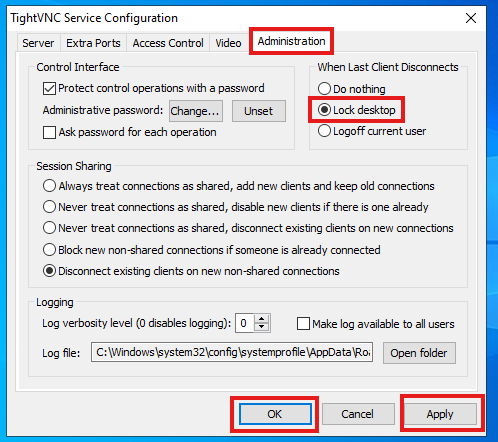 TightVNC Service Configuration
Server Extra Ports Access Control Video Administration
Control Interface
Protect control operations with a password
Administrative password: Change... Unset
Ask password for each operation
When Last Client Disconnects
Do nothing
Lock desktop
Logoff current user
Session Sharing
Always treat connections as shared, add new clients and keep old connections
Never treat connections as shared, disable new clients if there is one already
Never treat connections as shared, disconnect existing clients on new connections
Block new non-shared connections if someone is already connected
Disconnect existing clients on new non-shared connections
Logging
Log verbosity level (0 disables logging): 0 Make log available to all users
Log file: C:\Windows\system32\config\systemprofile\AppData\Roa Open folder
OK Cancel Apply